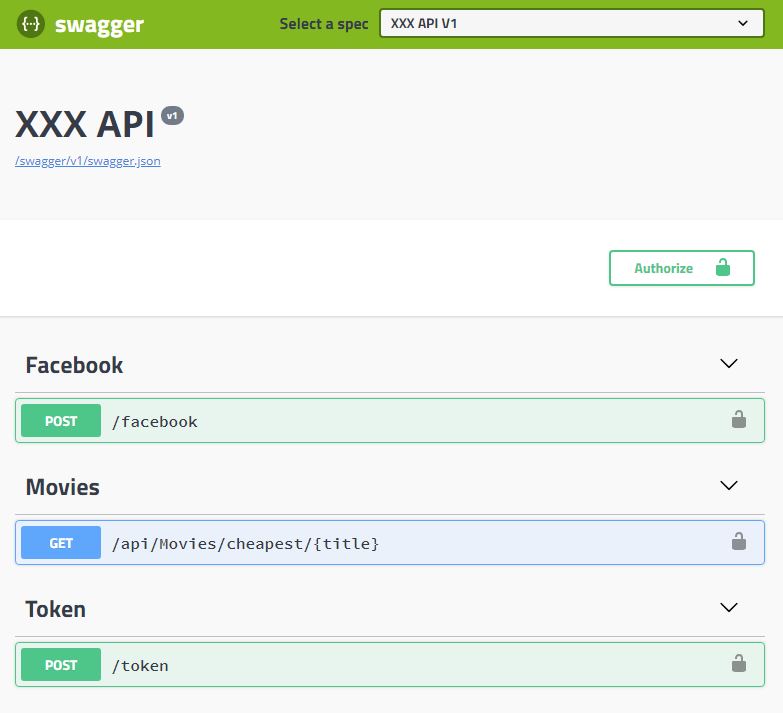 {··} swagger Select a spec XXX API V1
XXX API v1
/swagger/v1/swagger.json
Authorize
Facebook
POST /facebook
Movies
GET /api/Movies/cheapest/{title}
Token
POST /token